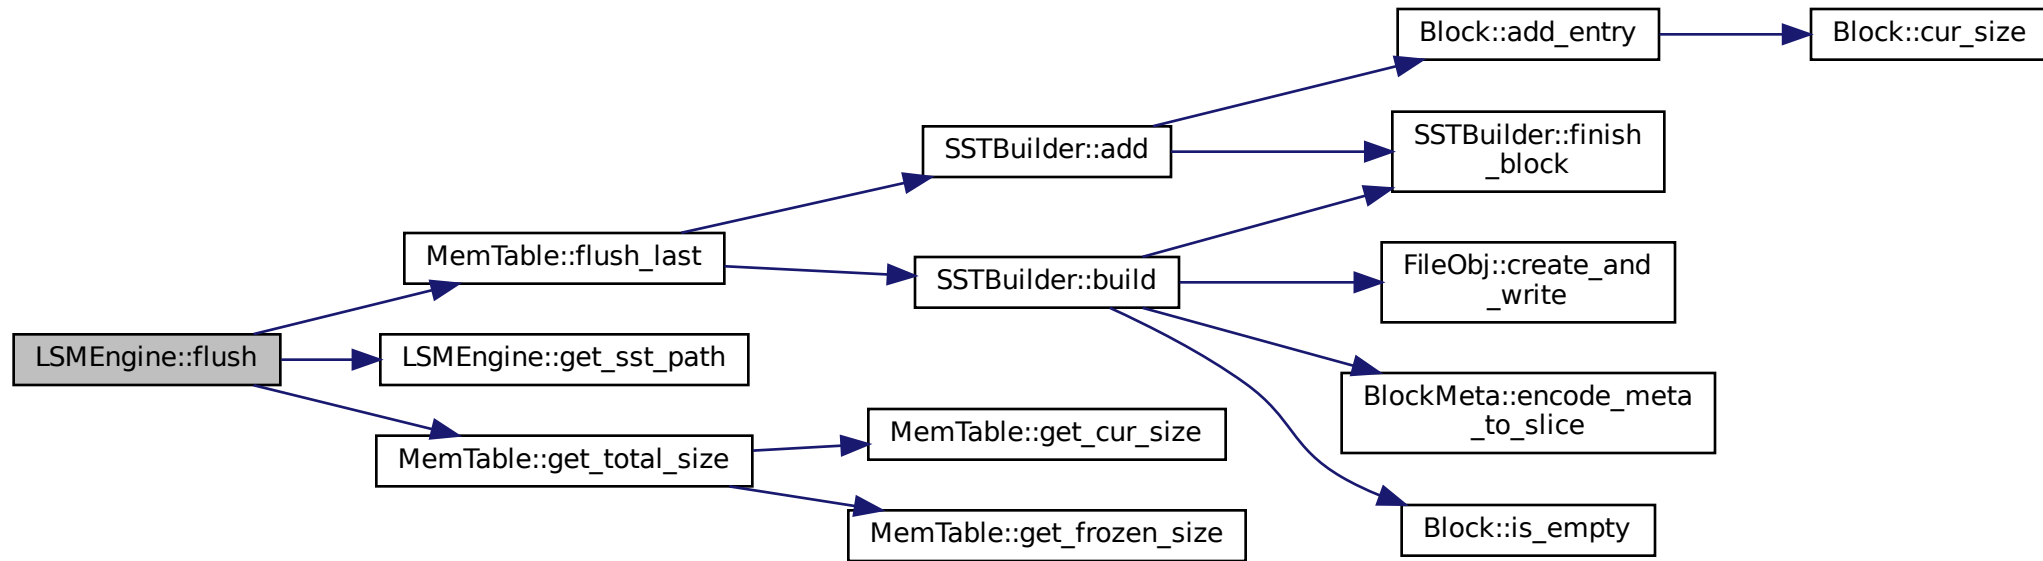 LSMEngine::flush
MemTable::flush_last
LSMEngine::get_sst_path
MemTable::get_total_size
SSTBuilder::add
SSTBuilder::build
MemTable::get_cur_size
MemTable::get_frozen_size
Block::add_entry
SSTBuilder::finish
_block
FileObj::create_and
_write
BlockMeta::encode_meta
_to_slice
Block::is_empty
Block::cur_size